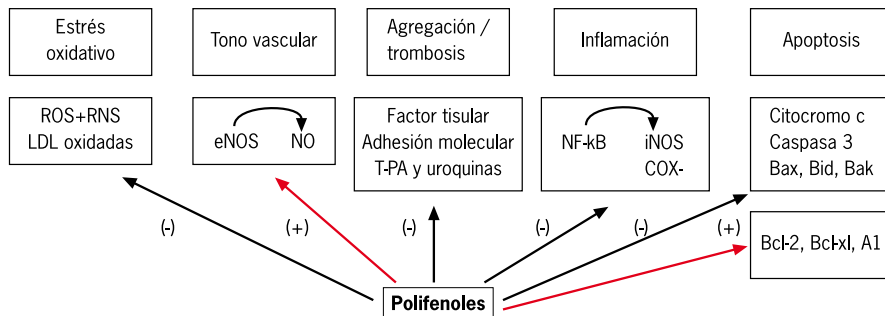 Estrés
oxidativo
Tono vascular
Agregación /
trombosis
Inflamación
Apoptosis
ROS+RNS
LDL oxidadas
eNOS NO
Factor tisular
Adhesión molecular
T-PA y uroquinas
NF-kB iNOS
COX-
Citocromo c
Caspasa 3
Bax, Bid, Bak
(-)
(+)
(-)
(-)
(-)
(+)
Bcl-2, Bcl-xl, A1
Polifenoles